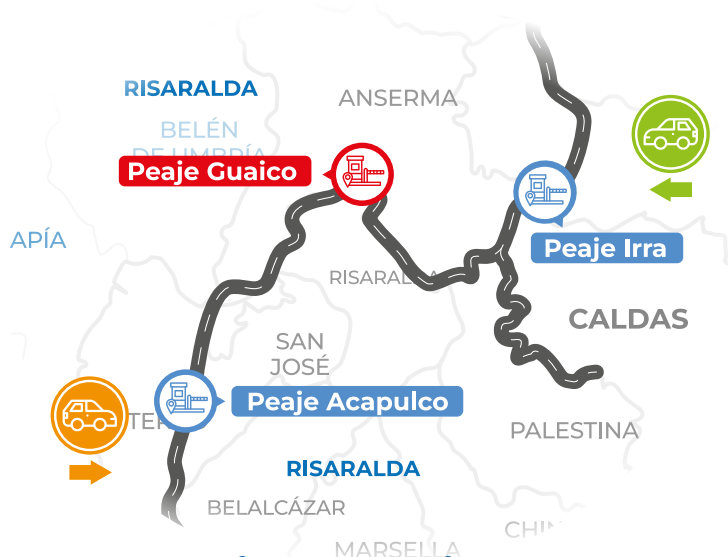 RISARALDA
ANSERMA
BELÉN
DE UMBRÍA
Peaje Guaico
APÍA
Peaje Irra
RISARALDA
CALDAS
SAN
JOSÉ
Peaje Acapulco
PALESTINA
RISARALDA
BELALCÁZAR
MARSELLA